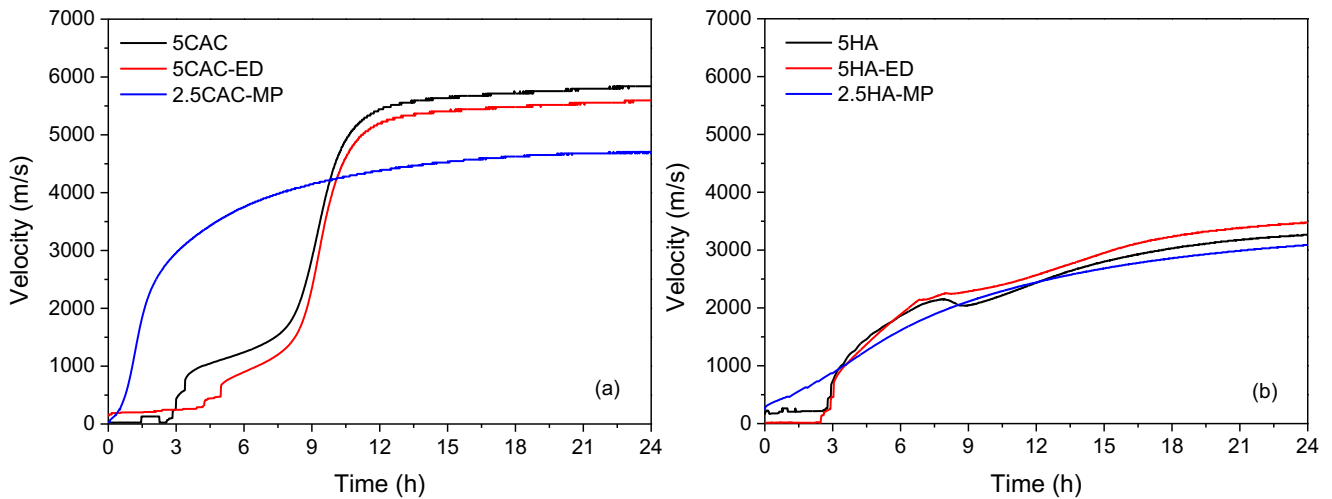 7000
6000
5000
4000
3000
2000
1000
0
Velocity (m/s)
5CAC
5CAC-ED
2.5CAC-MP
(a)
0 3 6 9 12 15 18 21 24
Time (h)
7000
6000
5000
4000
3000
2000
1000
0
Velocity (m/s)
5HA
5HA-ED
2.5HA-MP
(b)
0 3 6 9 12 15 18 21 24
Time (h)